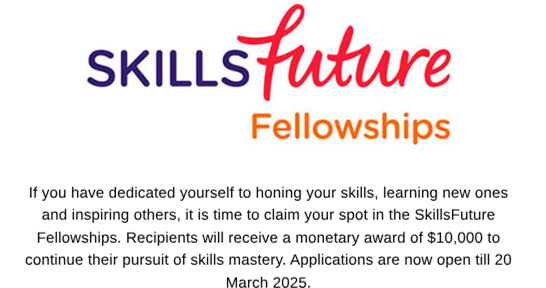 SKILLSfuture
Fellowships
If you have dedicated yourself to honing your skills, learning new ones
and inspiring others, it is time to claim your spot in the SkillsFuture
Fellowships. Recipients will receive a monetary award of $10,000 to
continue their pursuit of skills mastery. Applications are now open till 20
March 2025.